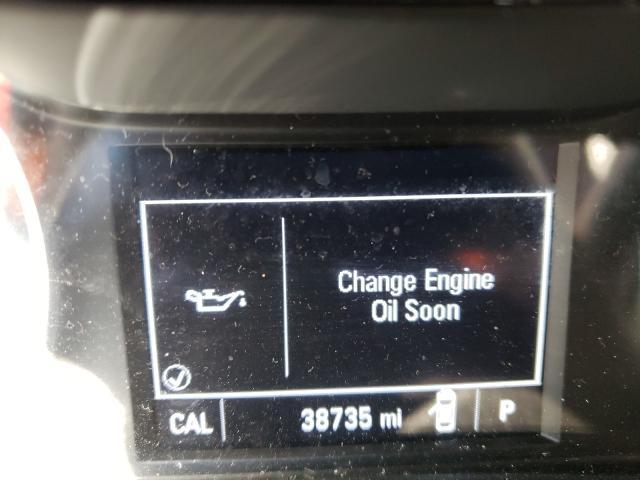 Change Engine
Oil Soon
CAL
38735 mi
P